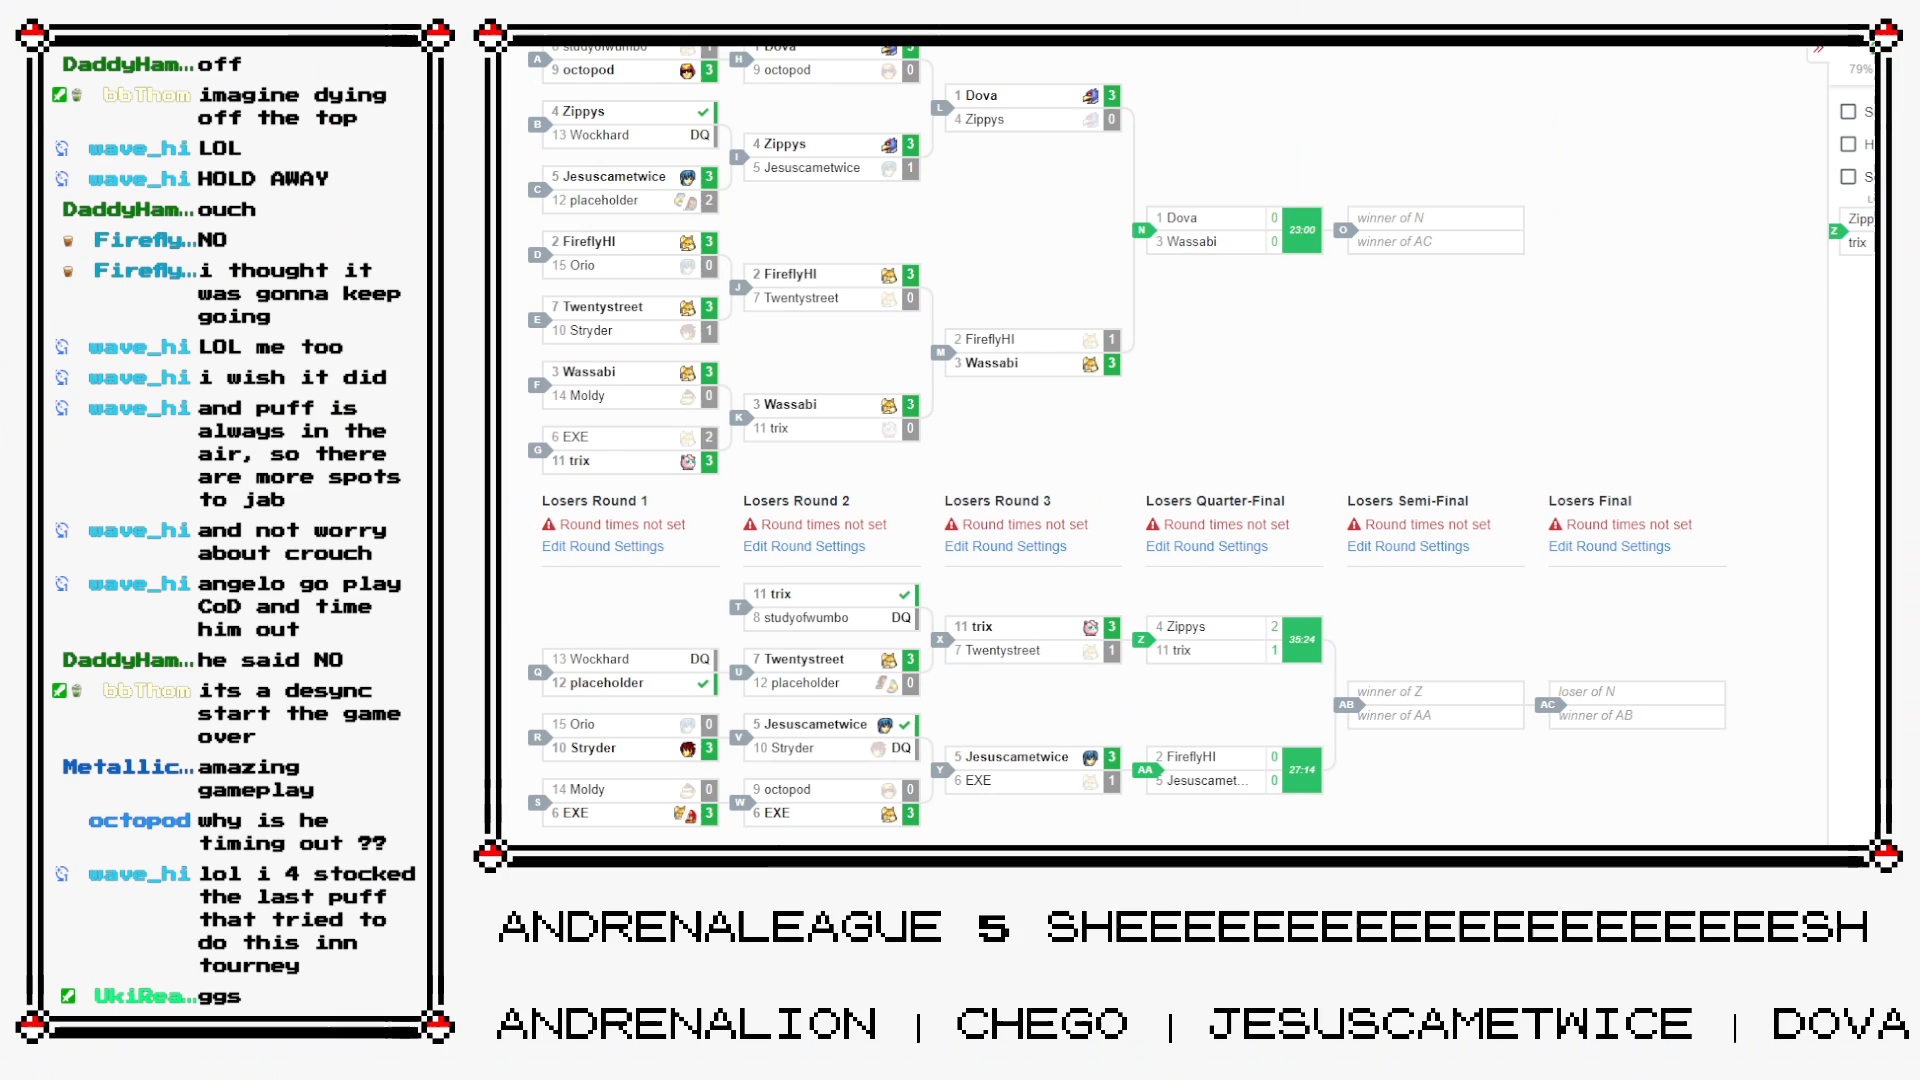 DaddyHam...off
bbThom imagine dying
off the top
wave_hi LOL
wave_hi HOLD AWAY
DaddyHam...ouch
Firefly...NO
Firefly...i thought it
was gonna keep
going
wave_hi LOL me too
wave_hi i wish it did
wave_hi and puff is
always in the
air, so there
are more spots
to jab
wave_hi and not worry
about crouch
wave_hi angelo go play
CoD and time
him out
DaddyHam...he said NO
bbThom its a desync
start the game
over
Metallic...amazing
gameplay
octopod why is he
timing out ??
wave_hi lol i 4 stocked
the last puff
that tried to
do this inn
tourney
UkiRea...ggs
A
8 studyofwumbo 1
9 octopod 3
B
4 Zippys
13 Wockhard DQ
C
5 Jesuscametwice 3
12 placeholder 2
D
2 FireflyHI 3
15 Orio 0
E
7 Twentystreet 3
10 Stryder 1
F
3 Wassabi 3
14 Moldy 0
G
6 EXE 2
11 trix 3
H
1 Dova 3
9 octopod 0
I
4 Zippys 3
5 Jesuscametwice 1
J
2 FireflyHI 3
7 Twentystreet 0
K
3 Wassabi 3
11 trix 0
L
1 Dova 3
4 Zippys 0
M
2 FireflyHI 1
3 Wassabi 3
N
1 Dova 0
3 Wassabi 0
23:00
O
winner of N
winner of AC
79%
S
H
S
Z
Zipp
trix
Losers Round 1
Round times not set
Edit Round Settings
Losers Round 2
Round times not set
Edit Round Settings
Losers Round 3
Round times not set
Edit Round Settings
Losers Quarter-Final
Round times not set
Edit Round Settings
Losers Semi-Final
Round times not set
Edit Round Settings
Losers Final
Round times not set
Edit Round Settings
Q
13 Wockhard DQ
12 placeholder
R
15 Orio 0
10 Stryder 3
S
14 Moldy 0
6 EXE 3
T
11 trix
8 studyofwumbo DQ
U
7 Twentystreet 3
12 placeholder 0
V
5 Jesuscametwice
10 Stryder DQ
W
9 octopod 0
6 EXE 3
X
11 trix 3
7 Twentystreet 1
Y
5 Jesuscametwice 3
6 EXE 1
Z
4 Zippys 2
11 trix 1
35:24
AA
2 FireflyHI 0
5 Jesuscamet... 0
27:14
AB
winner of Z
winner of AA
AC
loser of N
winner of AB
ANDRENALEAGUE 5 SHEEEEEEEEEEEEEEEEEEEESH
ANDRENALION | CHEGO | JESUSCAMETWICE | DOVA